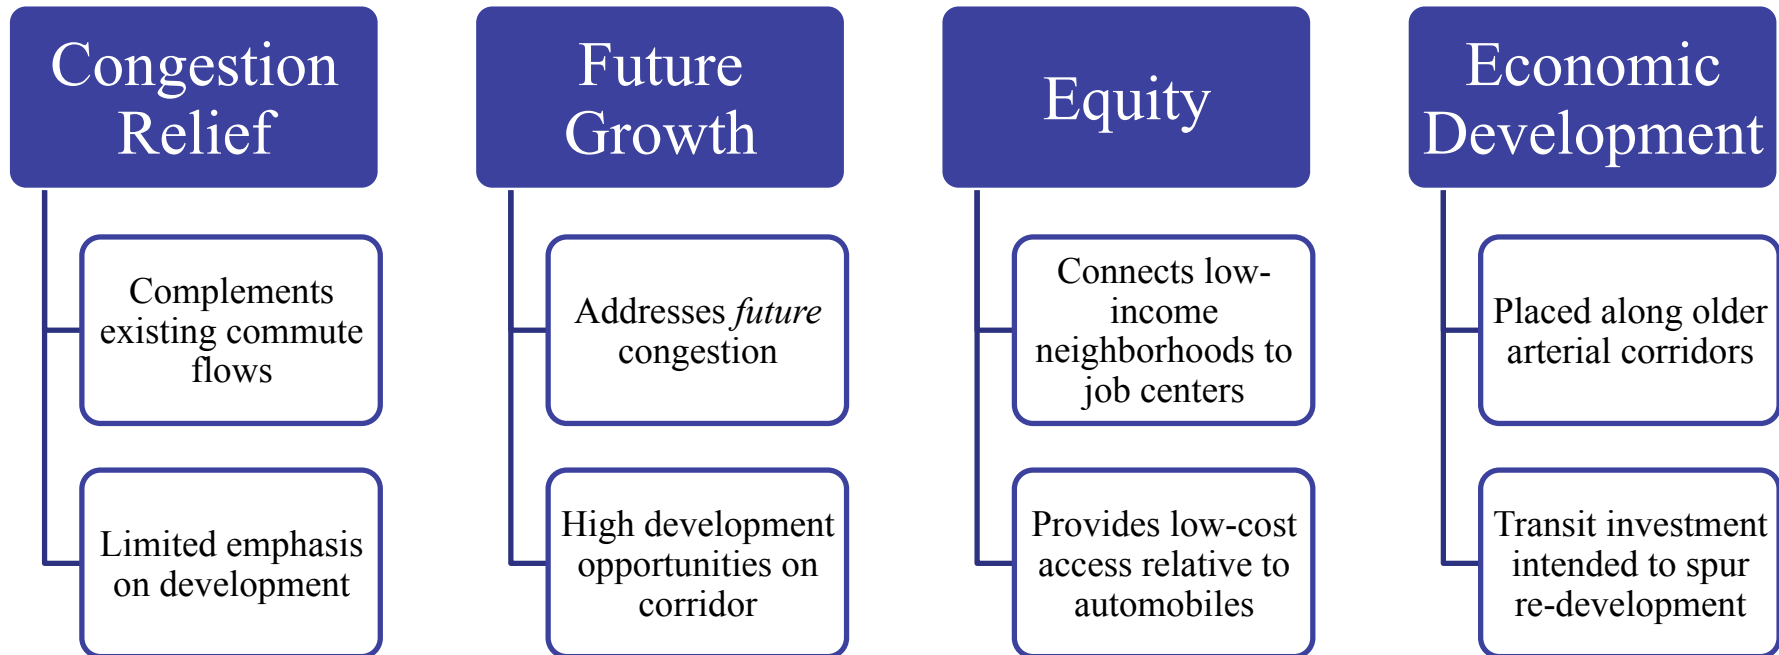 Congestion
Relief
Complements
existing commute
flows
Limited emphasis
on development
Future
Growth
Addresses future
congestion
High development
opportunities on
corridor
Equity
Connects low-
income
neighborhoods to
job centers
Provides low-cost
access relative to
automobiles
Economic
Development
Placed along older
arterial corridors
Transit investment
intended to spur
re-development